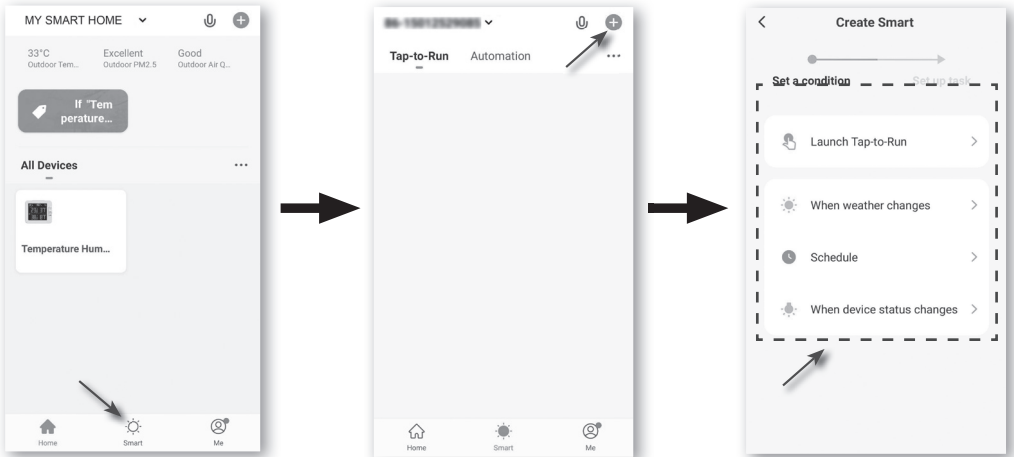 MY SMART HOME
33°C Excellent Good
Outdoor Tem... Outdoor PM2.5 Outdoor Air Q...
If "Tem
perature...
All Devices
Temperature Hum...
Home Smart Me
Tap-to-Run Automation
Home Smart Me
Create Smart
Set a condition Set up task
Launch Tap-to-Run
When weather changes
Schedule
When device status changes